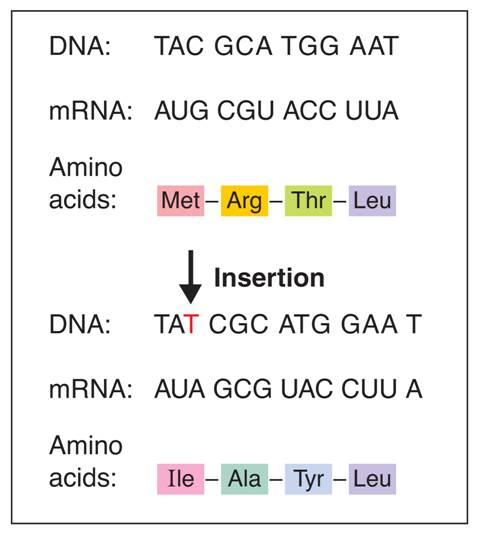 DNA: TAC GCA TGG AAT
mRNA: AUG CGU ACC UUA
Amino
acids: Met – Arg – Thr – Leu
Insertion
DNA: TAT CGC ATG GAA T
mRNA: AUA GCG UAC CUU A
Amino
acids: Ile – Ala – Tyr – Leu